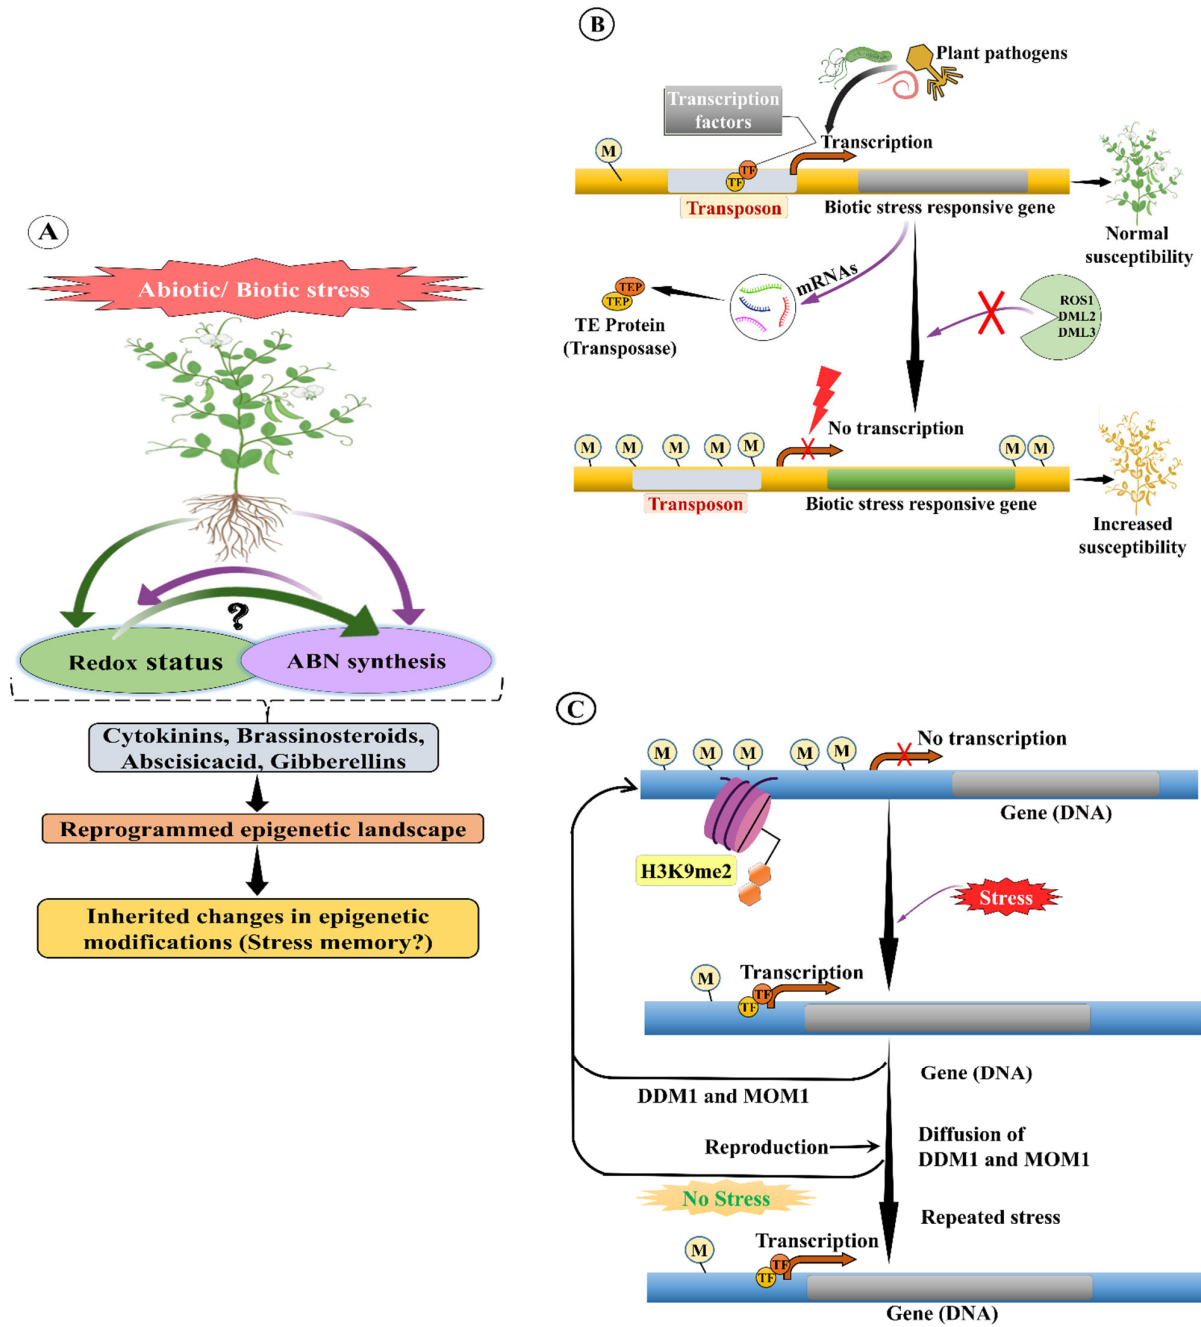 A
Abiotic/ Biotic stress
?
Redox status
ABN synthesis
Cytokinins, Brassinosteroids,
Abscisicacid, Gibberellins
Reprogrammed epigenetic landscape
Inherited changes in epigenetic
modifications (Stress memory?)
B
Plant pathogens
Transcription
factors
Transcription
M
TF
TF
Transposon
Biotic stress responsive gene
Normal
susceptibility
mRNAs
TEP
TEP
TE Protein
(Transposase)
ROS1
DML2
DML3
No transcription
M
M
M
M
M
M
M
Transposon
Biotic stress responsive gene
Increased
susceptibility
C
No transcription
M
M
M
M
M
Gene (DNA)
H3K9me2
Stress
Transcription
M
TF
TF
Gene (DNA)
DDM1 and MOM1
Reproduction
Diffusion of
DDM1 and MOM1
No Stress
Repeated stress
Transcription
M
TF
TF
Gene (DNA)